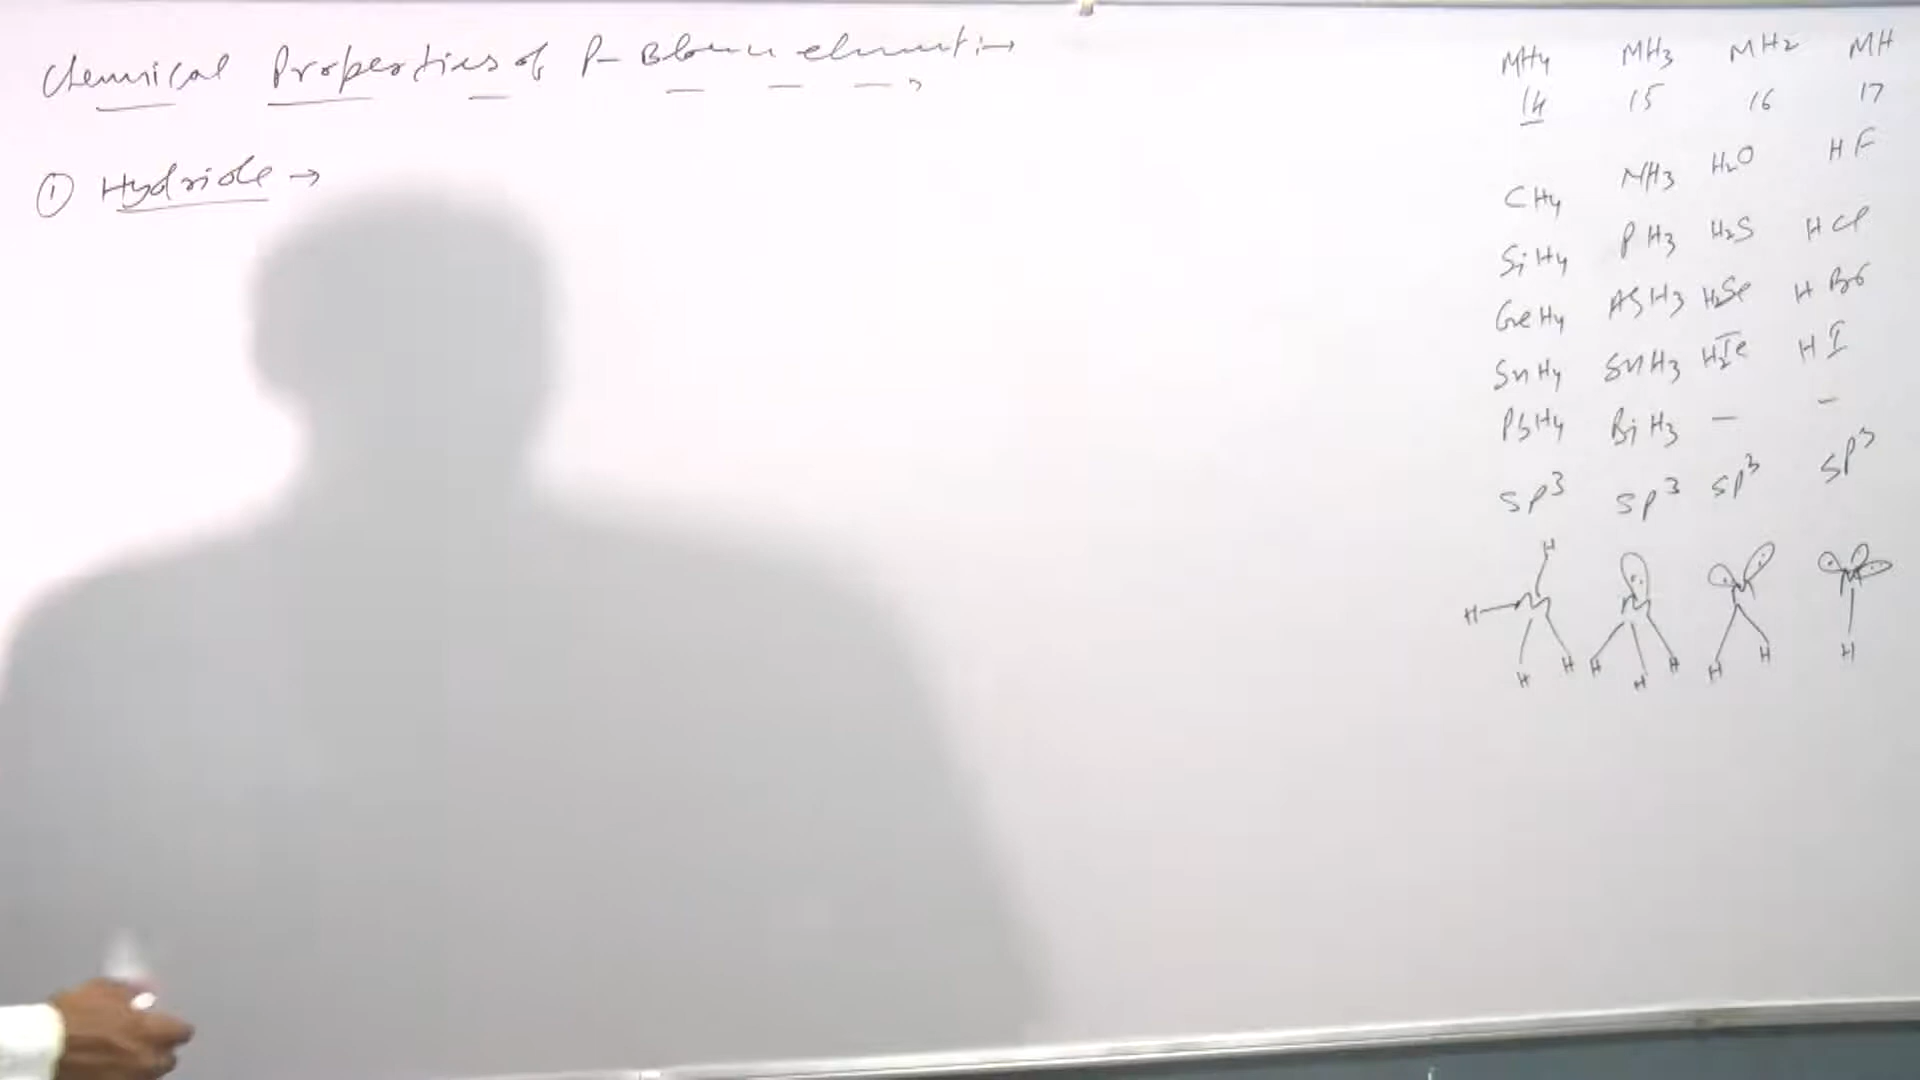 Chemical Properties of P-Block element :→
① Hydride →
MH4 MH3 MH2 MH
14 15 16 17
CH4 NH3 H2O HF
SiH4 PH3 H2S HCl
GeH4 AsH3 H2Se HBr
SnH4 SnH3 H2Te HI
PbH4 BiH3 — —
sp3 sp3 sp3 sp3
H
M M M M
H
H H H H H H H H